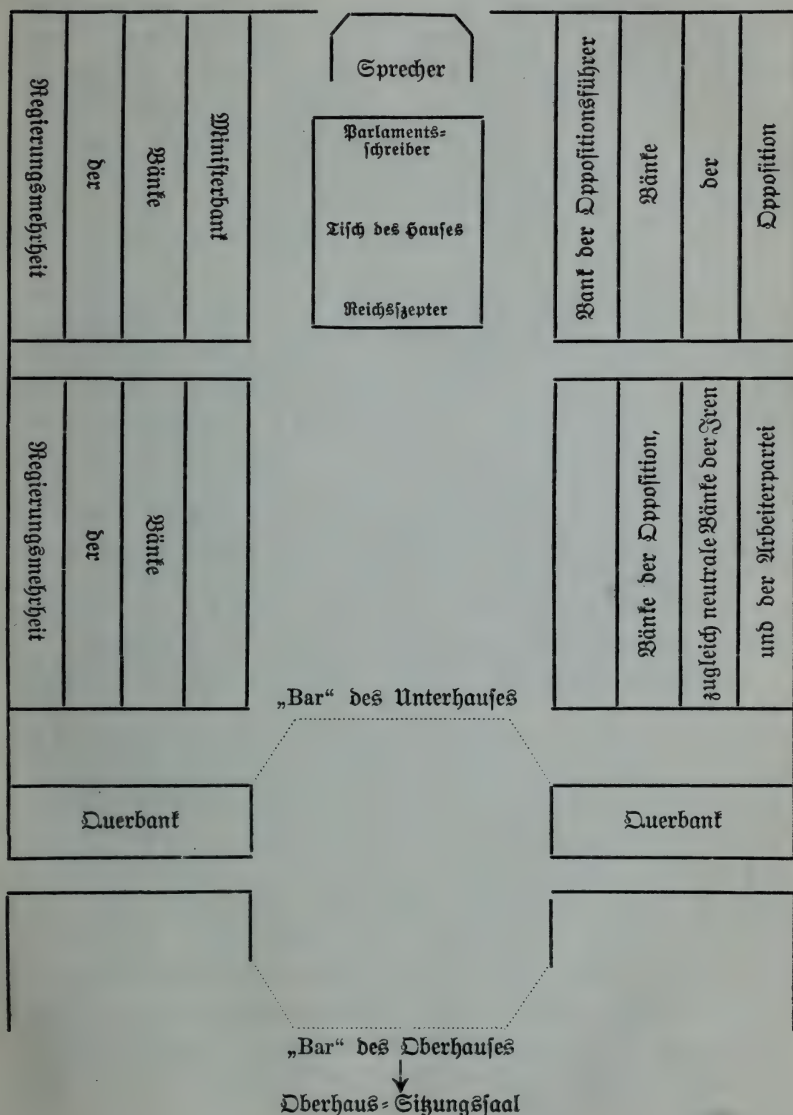 Sprecher
Parlaments-
schreiber
Tisch des Hauses
Reichsszepter
Regierungsmehrheit
der
Bänke
Ministerbank
Bank der Oppositionsführer
Bänke
der
Opposition
Regierungsmehrheit
der
Bänke
Bänke der Opposition,
zugleich neutrale Bänke der Iren
und der Arbeiterpartei
„Bar“ des Unterhauses
Querbank
Querbank
„Bar“ des Oberhauses
Oberhaus-Sitzungssaal